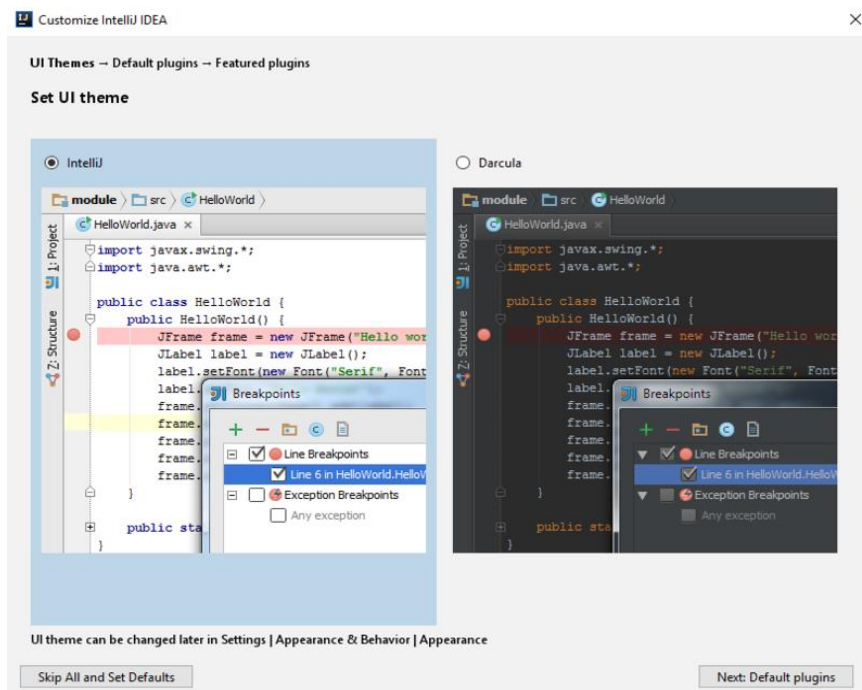 Customize IntelliJ IDEA
UI Themes → Default plugins → Featured plugins
Set UI theme
IntelliJ
module src HelloWorld
HelloWorld.java ×
1: Project
Z: Structure
import javax.swing.*;
import java.awt.*;
public class HelloWorld {
public HelloWorld() {
JFrame frame = new JFrame("Hello wor
JLabel label = new JLabel();
label.setFont(new Font("Serif", Font
label.
frame.
frame.
frame.
frame.
}
public sta
}
Breakpoints
Line Breakpoints
Line 6 in HelloWorld.HelloW
Exception Breakpoints
Any exception
Darcula
module src HelloWorld
HelloWorld.java ×
1: Project
Z: Structure
import javax.swing.*;
import java.awt.*;
public class HelloWorld {
public HelloWorld() {
JFrame frame = new JFrame("Hello wor
JLabel label = new JLabel();
label.setFont(new Font("Serif", Font
label.
frame.
frame.
frame.
frame.
}
public sta
}
Breakpoints
Line Breakpoints
Line 6 in HelloWorld.HelloW
Exception Breakpoints
Any exception
UI theme can be changed later in Settings | Appearance & Behavior | Appearance
Skip All and Set Defaults
Next: Default plugins